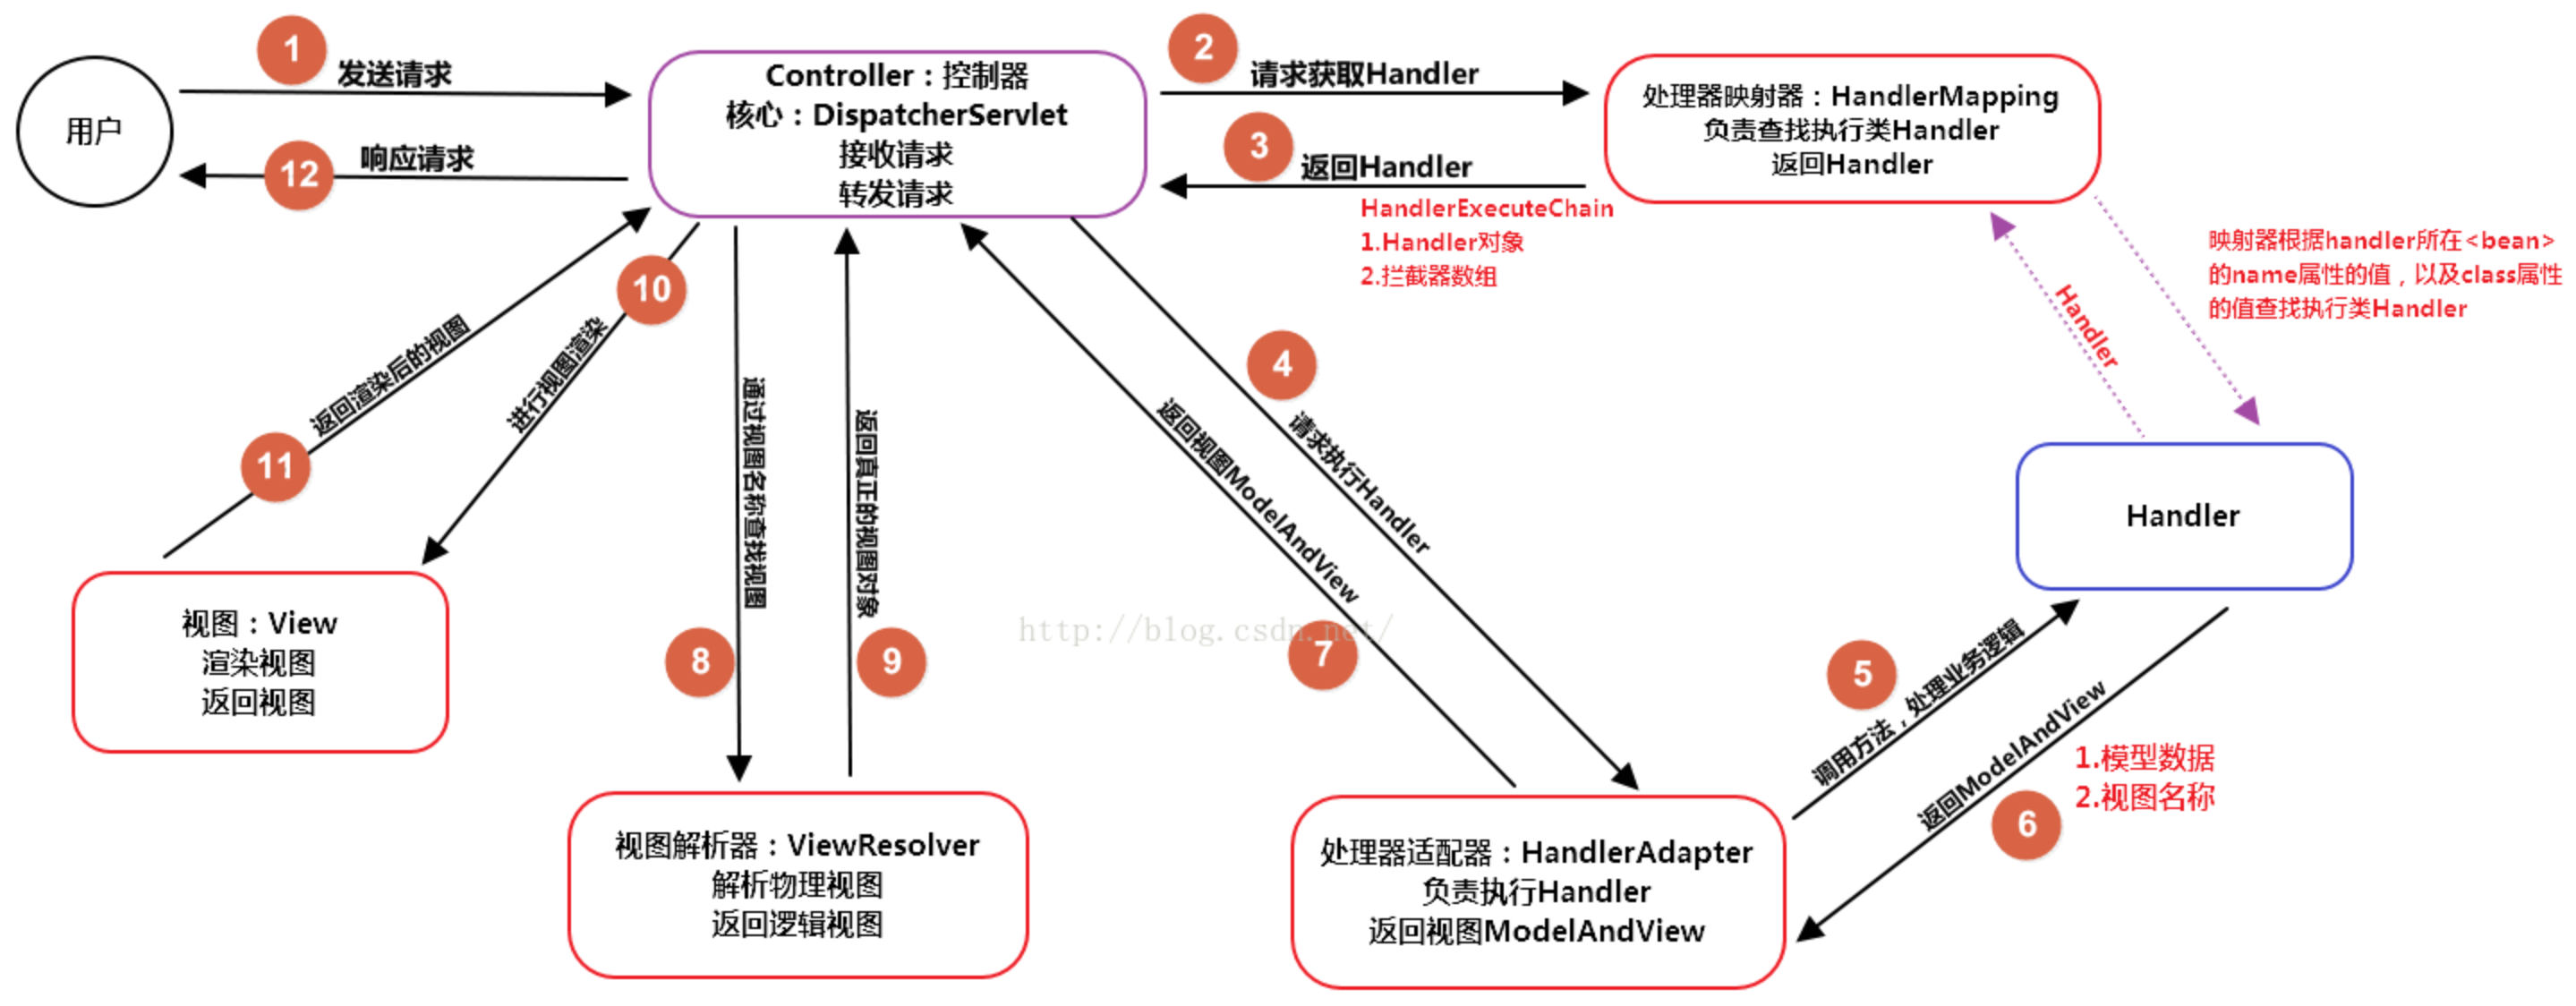 1
发送请求
用户
12
响应请求
Controller：控制器
核心：DispatcherServlet
接收请求
转发请求
2
请求获取Handler
3
返回Handler
HandlerExecuteChain
1.Handler对象
2.拦截器数组
处理器映射器：HandlerMapping
负责查找执行类Handler
返回Handler
映射器根据handler所在<bean>
的name属性的值，以及class属性
的值查找执行类Handler
Handler
Handler
4
请求执行Handler
5
调用方法，处理业务逻辑
6
返回ModelAndView
1.模型数据
2.视图名称
7
返回视图ModelAndView
处理器适配器：HandlerAdapter
负责执行Handler
返回视图ModelAndView
8
通过视图名称查找视图
9
返回真正的视图对象
视图解析器：ViewResolver
解析物理视图
返回逻辑视图
10
进行视图渲染
11
返回渲染后的视图
视图：View
渲染视图
返回视图
http://blog.csdn.net/